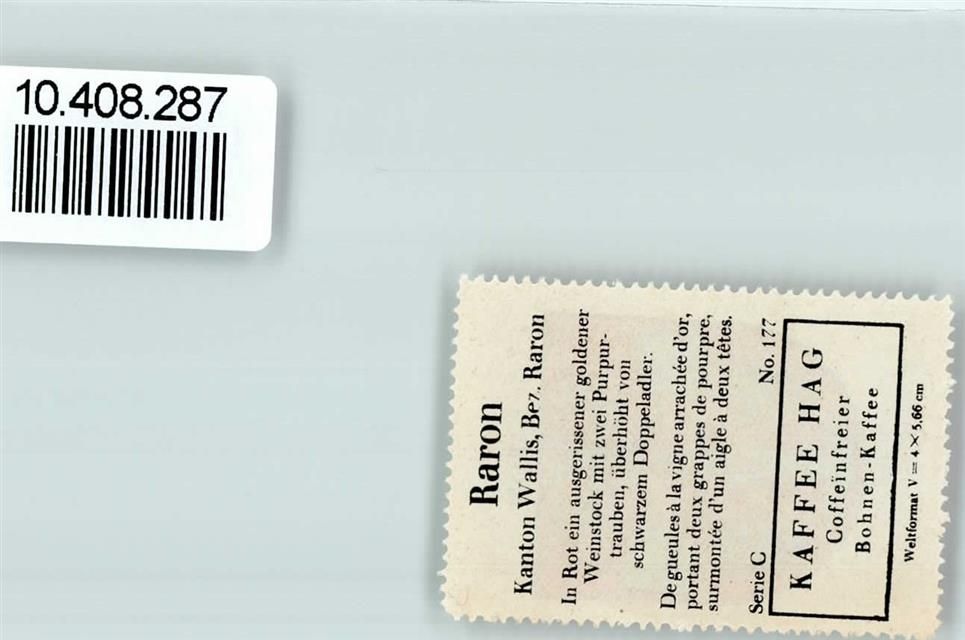 10.408.287
Raron
Kanton Wallis, Bez. Raron
In Rot ein ausgerissener goldener
Weinstock mit zwei Purpur-
trauben, überhöht von
schwarzem Doppeladler.
De gueules à la vigne arrachée d'or,
portant deux grappes de pourpre,
surmontée d'un aigle à deux têtes.
Serie C No. 177
KAFFEE HAG
Coffeïnfreier
Bohnen-Kaffee
Weltformat V = 4 × 5,66 cm